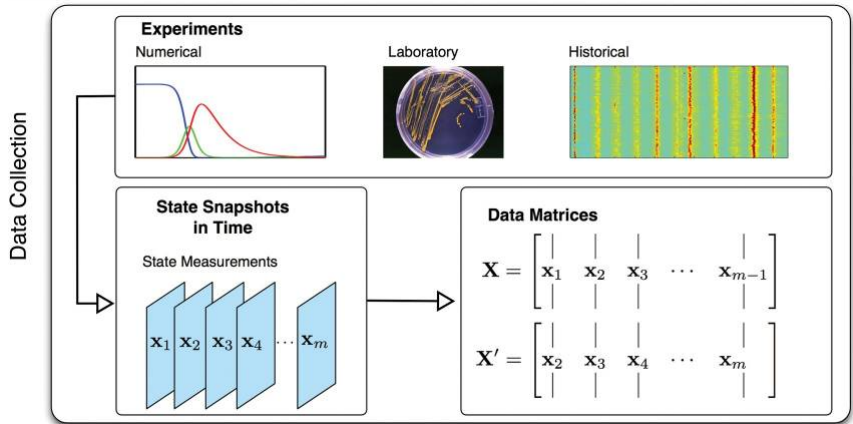 Data Collection
Experiments
Numerical
Laboratory
Historical
State Snapshots
in Time
State Measurements
x₁ x₂ x₃ x₄ ... xₘ
Data Matrices
X = [x₁ x₂ x₃ ⋯ xₘ₋₁]
X′ = [x₂ x₃ x₄ ⋯ xₘ]